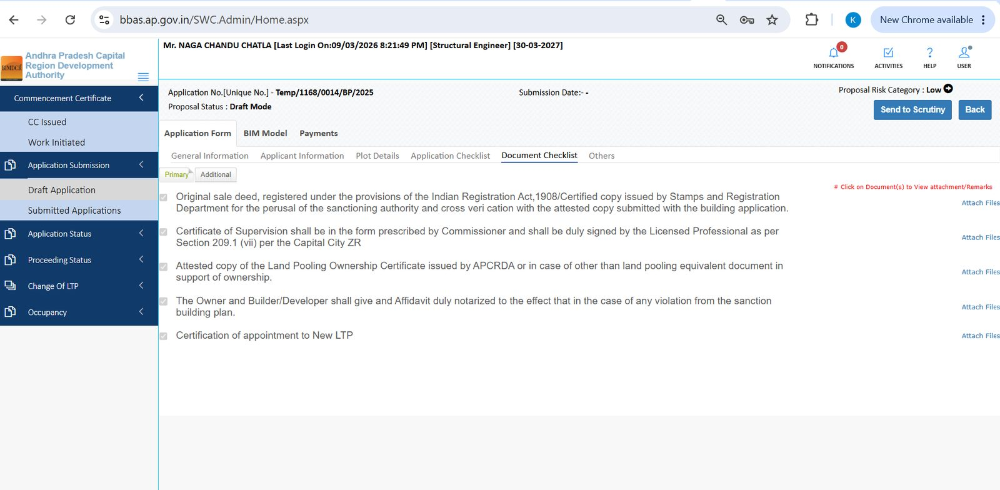 bbas.ap.gov.in/SWC.Admin/Home.aspx
K
New Chrome available
BIMDCR
Andhra Pradesh Capital
Region Development
Authority
Mr. NAGA CHANDU CHATLA [Last Login On:09/03/2026 8:21:49 PM] [Structural Engineer] [30-03-2027]
0
NOTIFICATIONS
ACTIVITIES
HELP
USER
Commencement Certificate
CC Issued
Work Initiated
Application Submission
Draft Application
Submitted Applications
Application Status
Proceeding Status
Change Of LTP
Occupancy
Application No.[Unique No.] - Temp/1168/0014/BP/2025
Submission Date:- -
Proposal Risk Category : Low
Proposal Status : Draft Mode
Send to Scrutiny
Back
Application Form
BIM Model
Payments
General Information
Applicant Information
Plot Details
Application Checklist
Document Checklist
Others
Primary
Additional
# Click on Document(s) to View attachment/Remarks
Original sale deed, registered under the provisions of the Indian Registration Act,1908/Certified copy issued by Stamps and Registration
Department for the perusal of the sanctioning authority and cross veri cation with the attested copy submitted with the building application.
Attach Files
Certificate of Supervision shall be in the form prescribed by Commissioner and shall be duly signed by the Licensed Professional as per
Section 209.1 (vii) per the Capital City ZR
Attach Files
Attested copy of the Land Pooling Ownership Certificate issued by APCRDA or in case of other than land pooling equivalent document in
support of ownership.
Attach Files
The Owner and Builder/Developer shall give and Affidavit duly notarized to the effect that in the case of any violation from the sanction
building plan.
Attach Files
Certification of appointment to New LTP
Attach Files